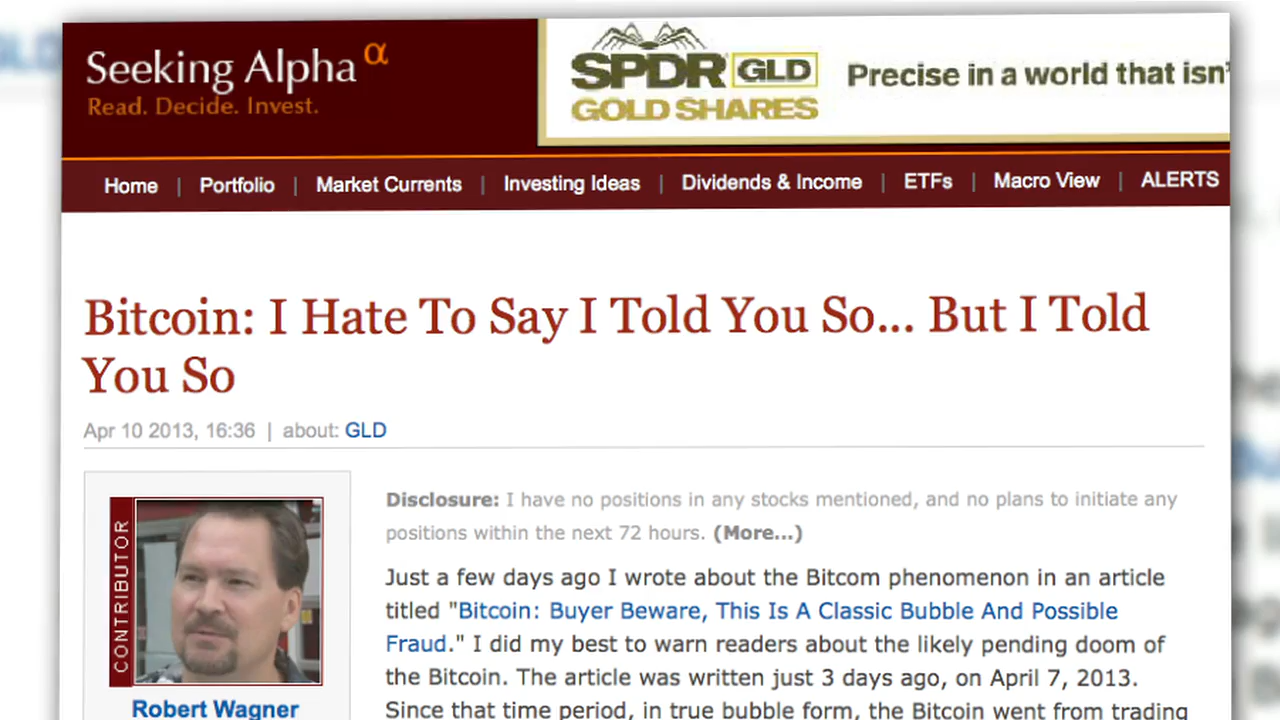 Seeking Alpha α
Read. Decide. Invest.
SPDR GLD
GOLD SHARES
Precise in a world that isn'
Home | Portfolio | Market Currents | Investing Ideas | Dividends & Income | ETFs | Macro View | ALERTS
Bitcoin: I Hate To Say I Told You So... But I Told
You So
Apr 10 2013, 16:36 | about: GLD
CONTRIBUTOR
Robert Wagner
Disclosure: I have no positions in any stocks mentioned, and no plans to initiate any
positions within the next 72 hours. (More...)
Just a few days ago I wrote about the Bitcom phenomenon in an article
titled "Bitcoin: Buyer Beware, This Is A Classic Bubble And Possible
Fraud." I did my best to warn readers about the likely pending doom of
the Bitcoin. The article was written just 3 days ago, on April 7, 2013.
Since that time period, in true bubble form, the Bitcoin went from trading